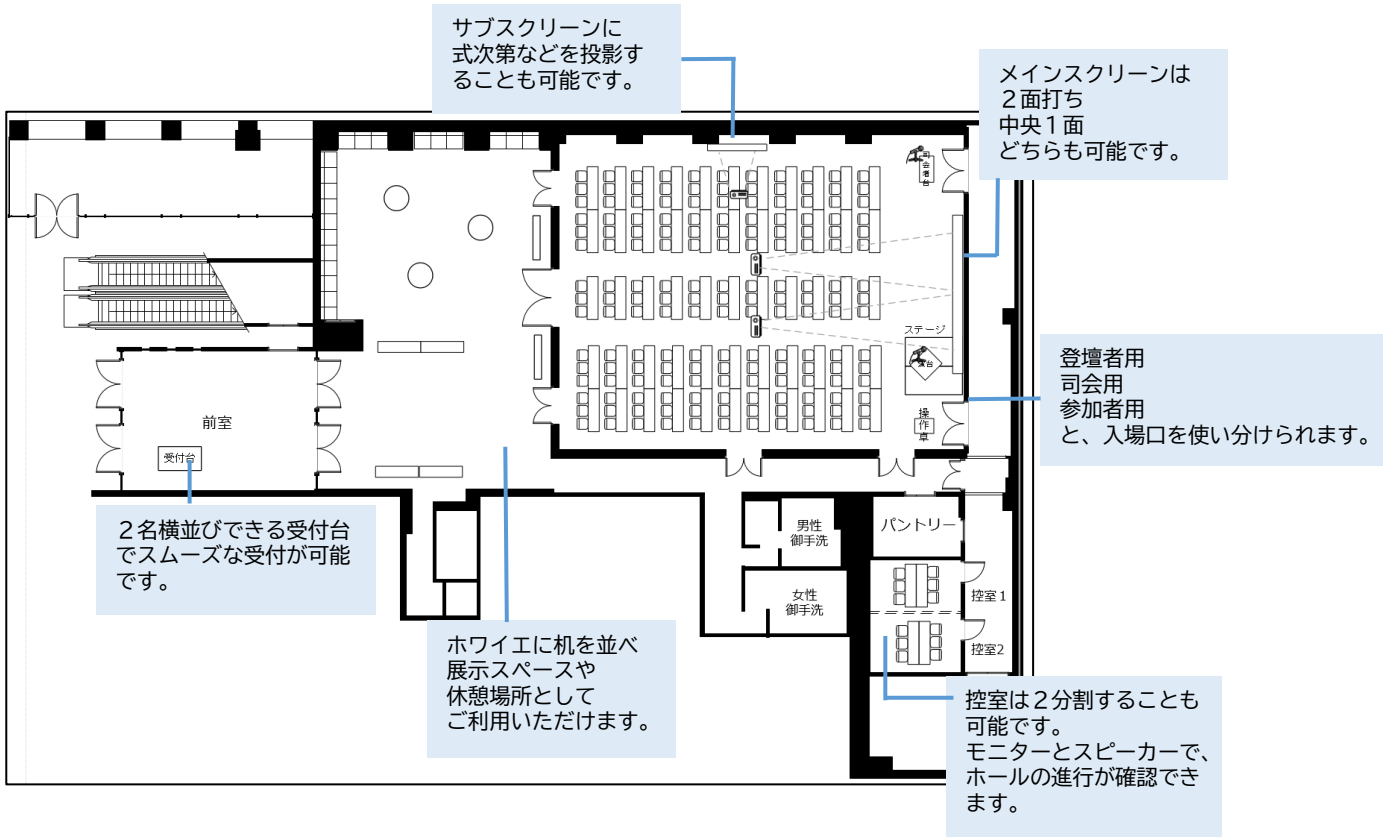 サブスクリーンに
式次第などを投影す
ることも可能です。
メインスクリーンは
２面打ち
中央１面
どちらも可能です。
司会者台
ステージ
演台
操作卓
登壇者用
司会用
参加者用
と、入場口を使い分けられます。
前室
受付台
２名横並びできる受付台
でスムーズな受付が可能
です。
パントリー
男性
御手洗
女性
御手洗
控室１
控室2
ホワイエに机を並べ
展示スペースや
休憩場所として
ご利用いただけます。
控室は２分割することも
可能です。
モニターとスピーカーで、
ホールの進行が確認でき
ます。